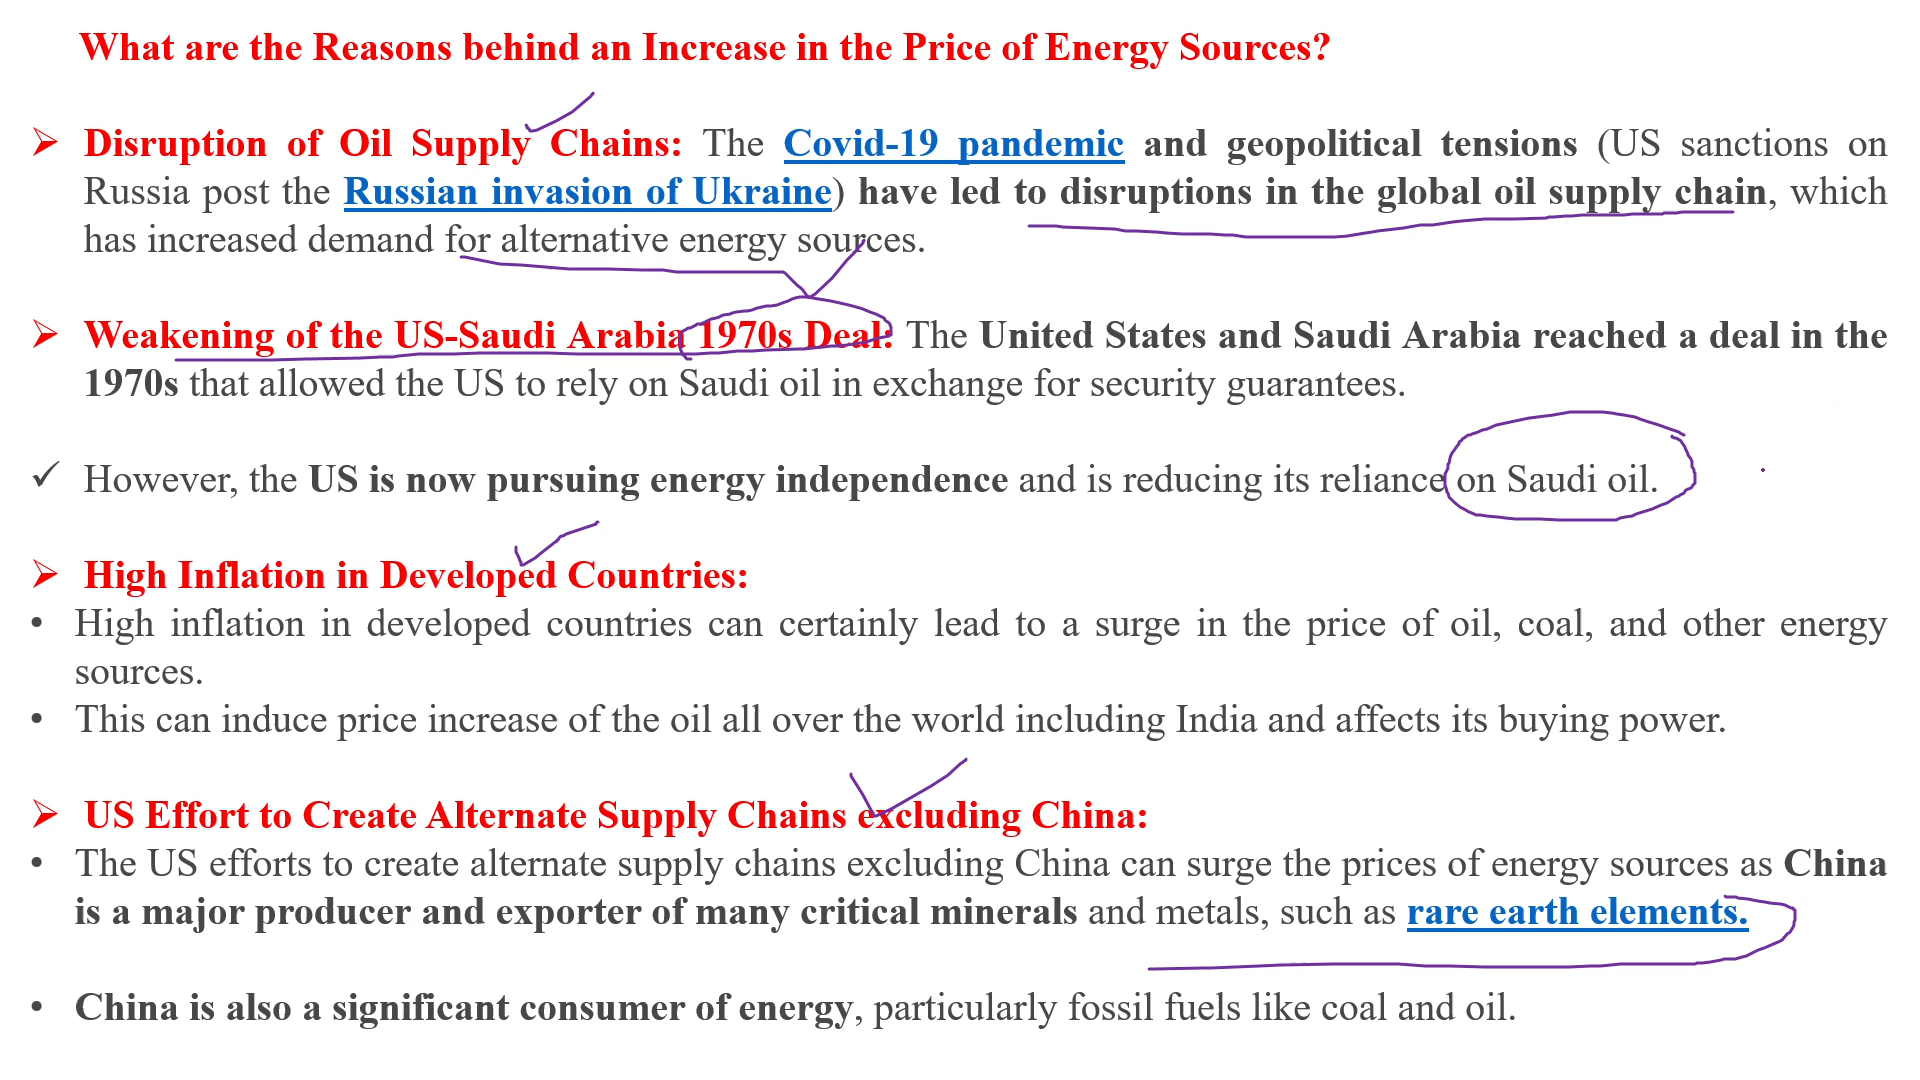 What are the Reasons behind an Increase in the Price of Energy Sources?
➢ Disruption of Oil Supply Chains: The Covid-19 pandemic and geopolitical tensions (US sanctions on
Russia post the Russian invasion of Ukraine) have led to disruptions in the global oil supply chain, which
has increased demand for alternative energy sources.
➢ Weakening of the US-Saudi Arabia 1970s Deal: The United States and Saudi Arabia reached a deal in the
1970s that allowed the US to rely on Saudi oil in exchange for security guarantees.
✓ However, the US is now pursuing energy independence and is reducing its reliance on Saudi oil.
➢ High Inflation in Developed Countries:
• High inflation in developed countries can certainly lead to a surge in the price of oil, coal, and other energy
sources.
• This can induce price increase of the oil all over the world including India and affects its buying power.
➢ US Effort to Create Alternate Supply Chains excluding China:
• The US efforts to create alternate supply chains excluding China can surge the prices of energy sources as China
is a major producer and exporter of many critical minerals and metals, such as rare earth elements.
• China is also a significant consumer of energy, particularly fossil fuels like coal and oil.